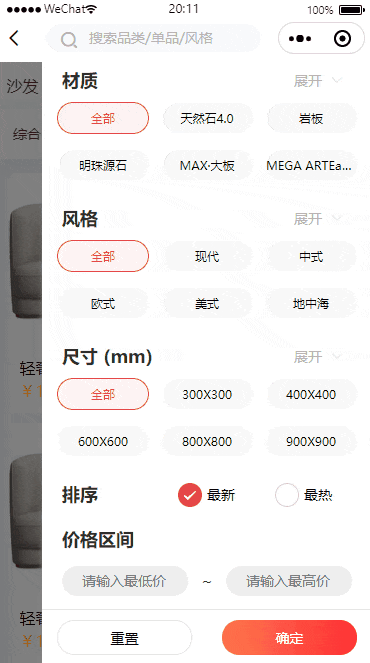 WeChat 20:11 100%
搜索品类/单品/风格
沙发
综合
材质 展开
全部 天然石4.0 岩板
明珠源石 MAX·大板 MEGA ARTEa...
风格 展开
全部 现代 中式
欧式 美式 地中海
尺寸 (mm) 展开
全部 300X300 400X400
600X600 800X800 900X900
轻
¥1
排序 最新 最热
价格区间
请输入最低价 ~ 请输入最高价
轻
¥1
重置 确定